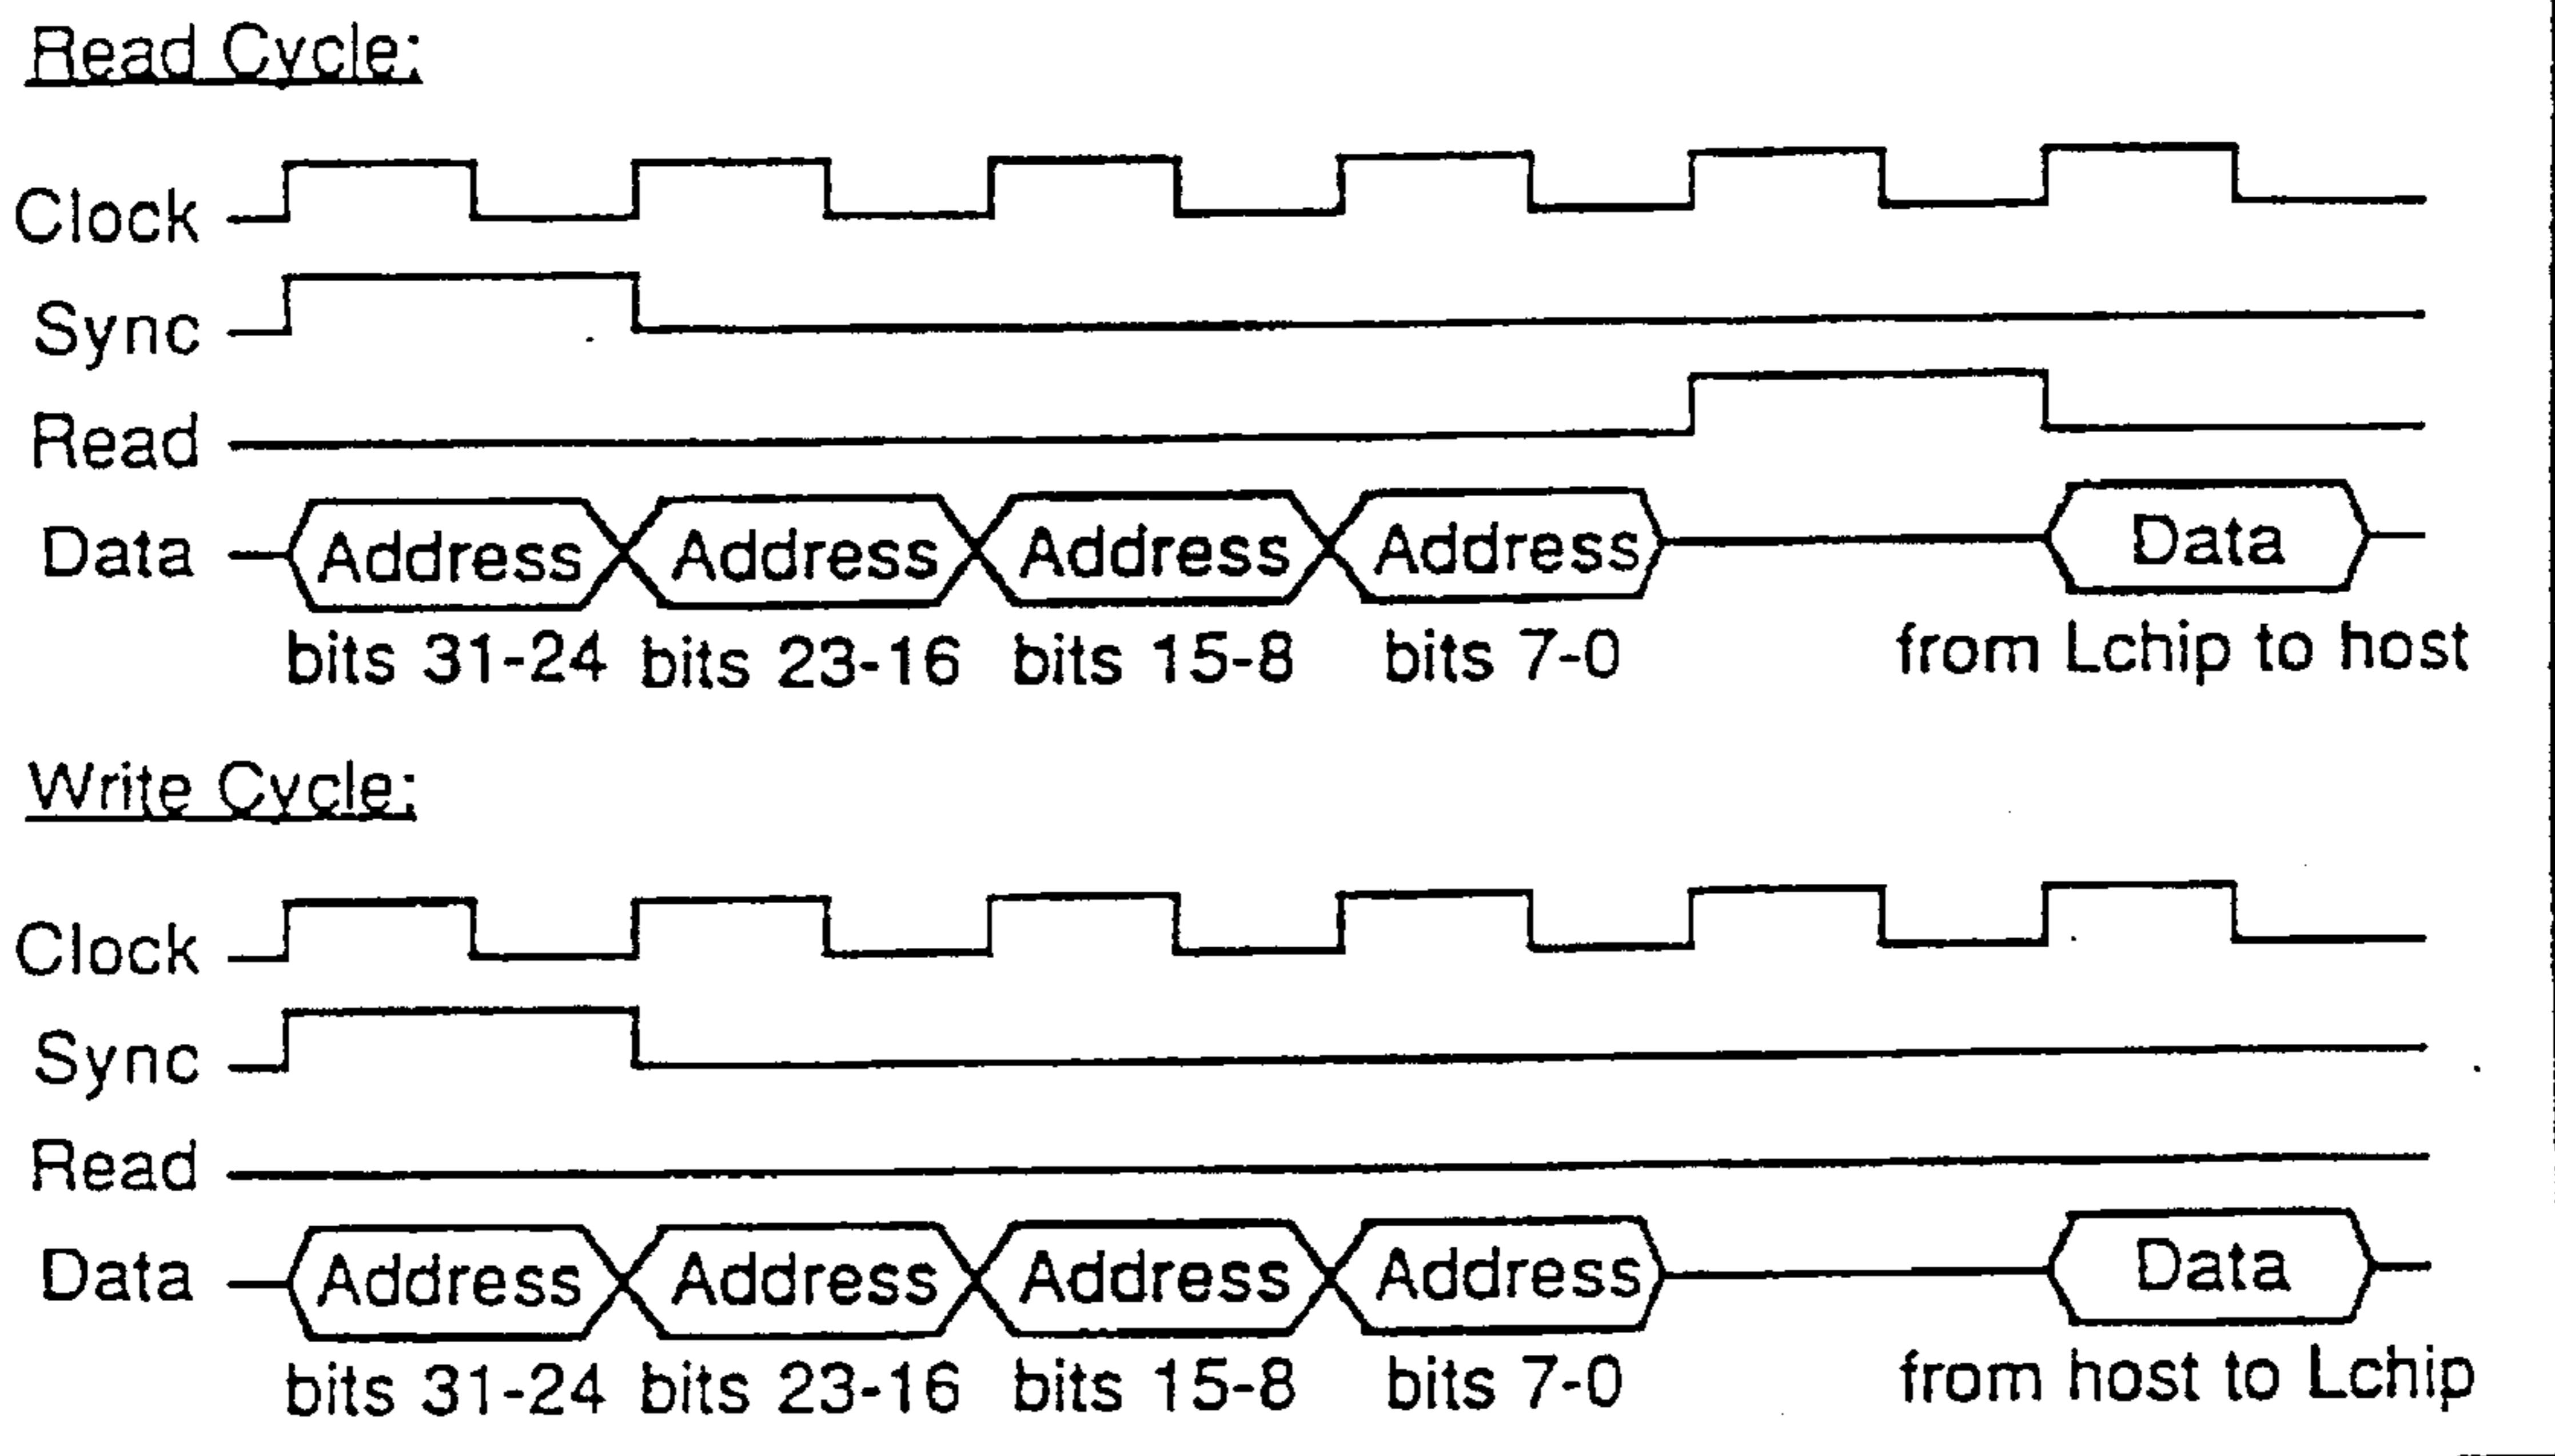 Read Cycle:
Clock
Sync
Read
Data Address Address Address Address Data
bits 31-24 bits 23-16 bits 15-8 bits 7-0 from Lchip to host
Write Cycle:
Clock
Sync
Read
Data Address Address Address Address Data
bits 31-24 bits 23-16 bits 15-8 bits 7-0 from host to Lchip